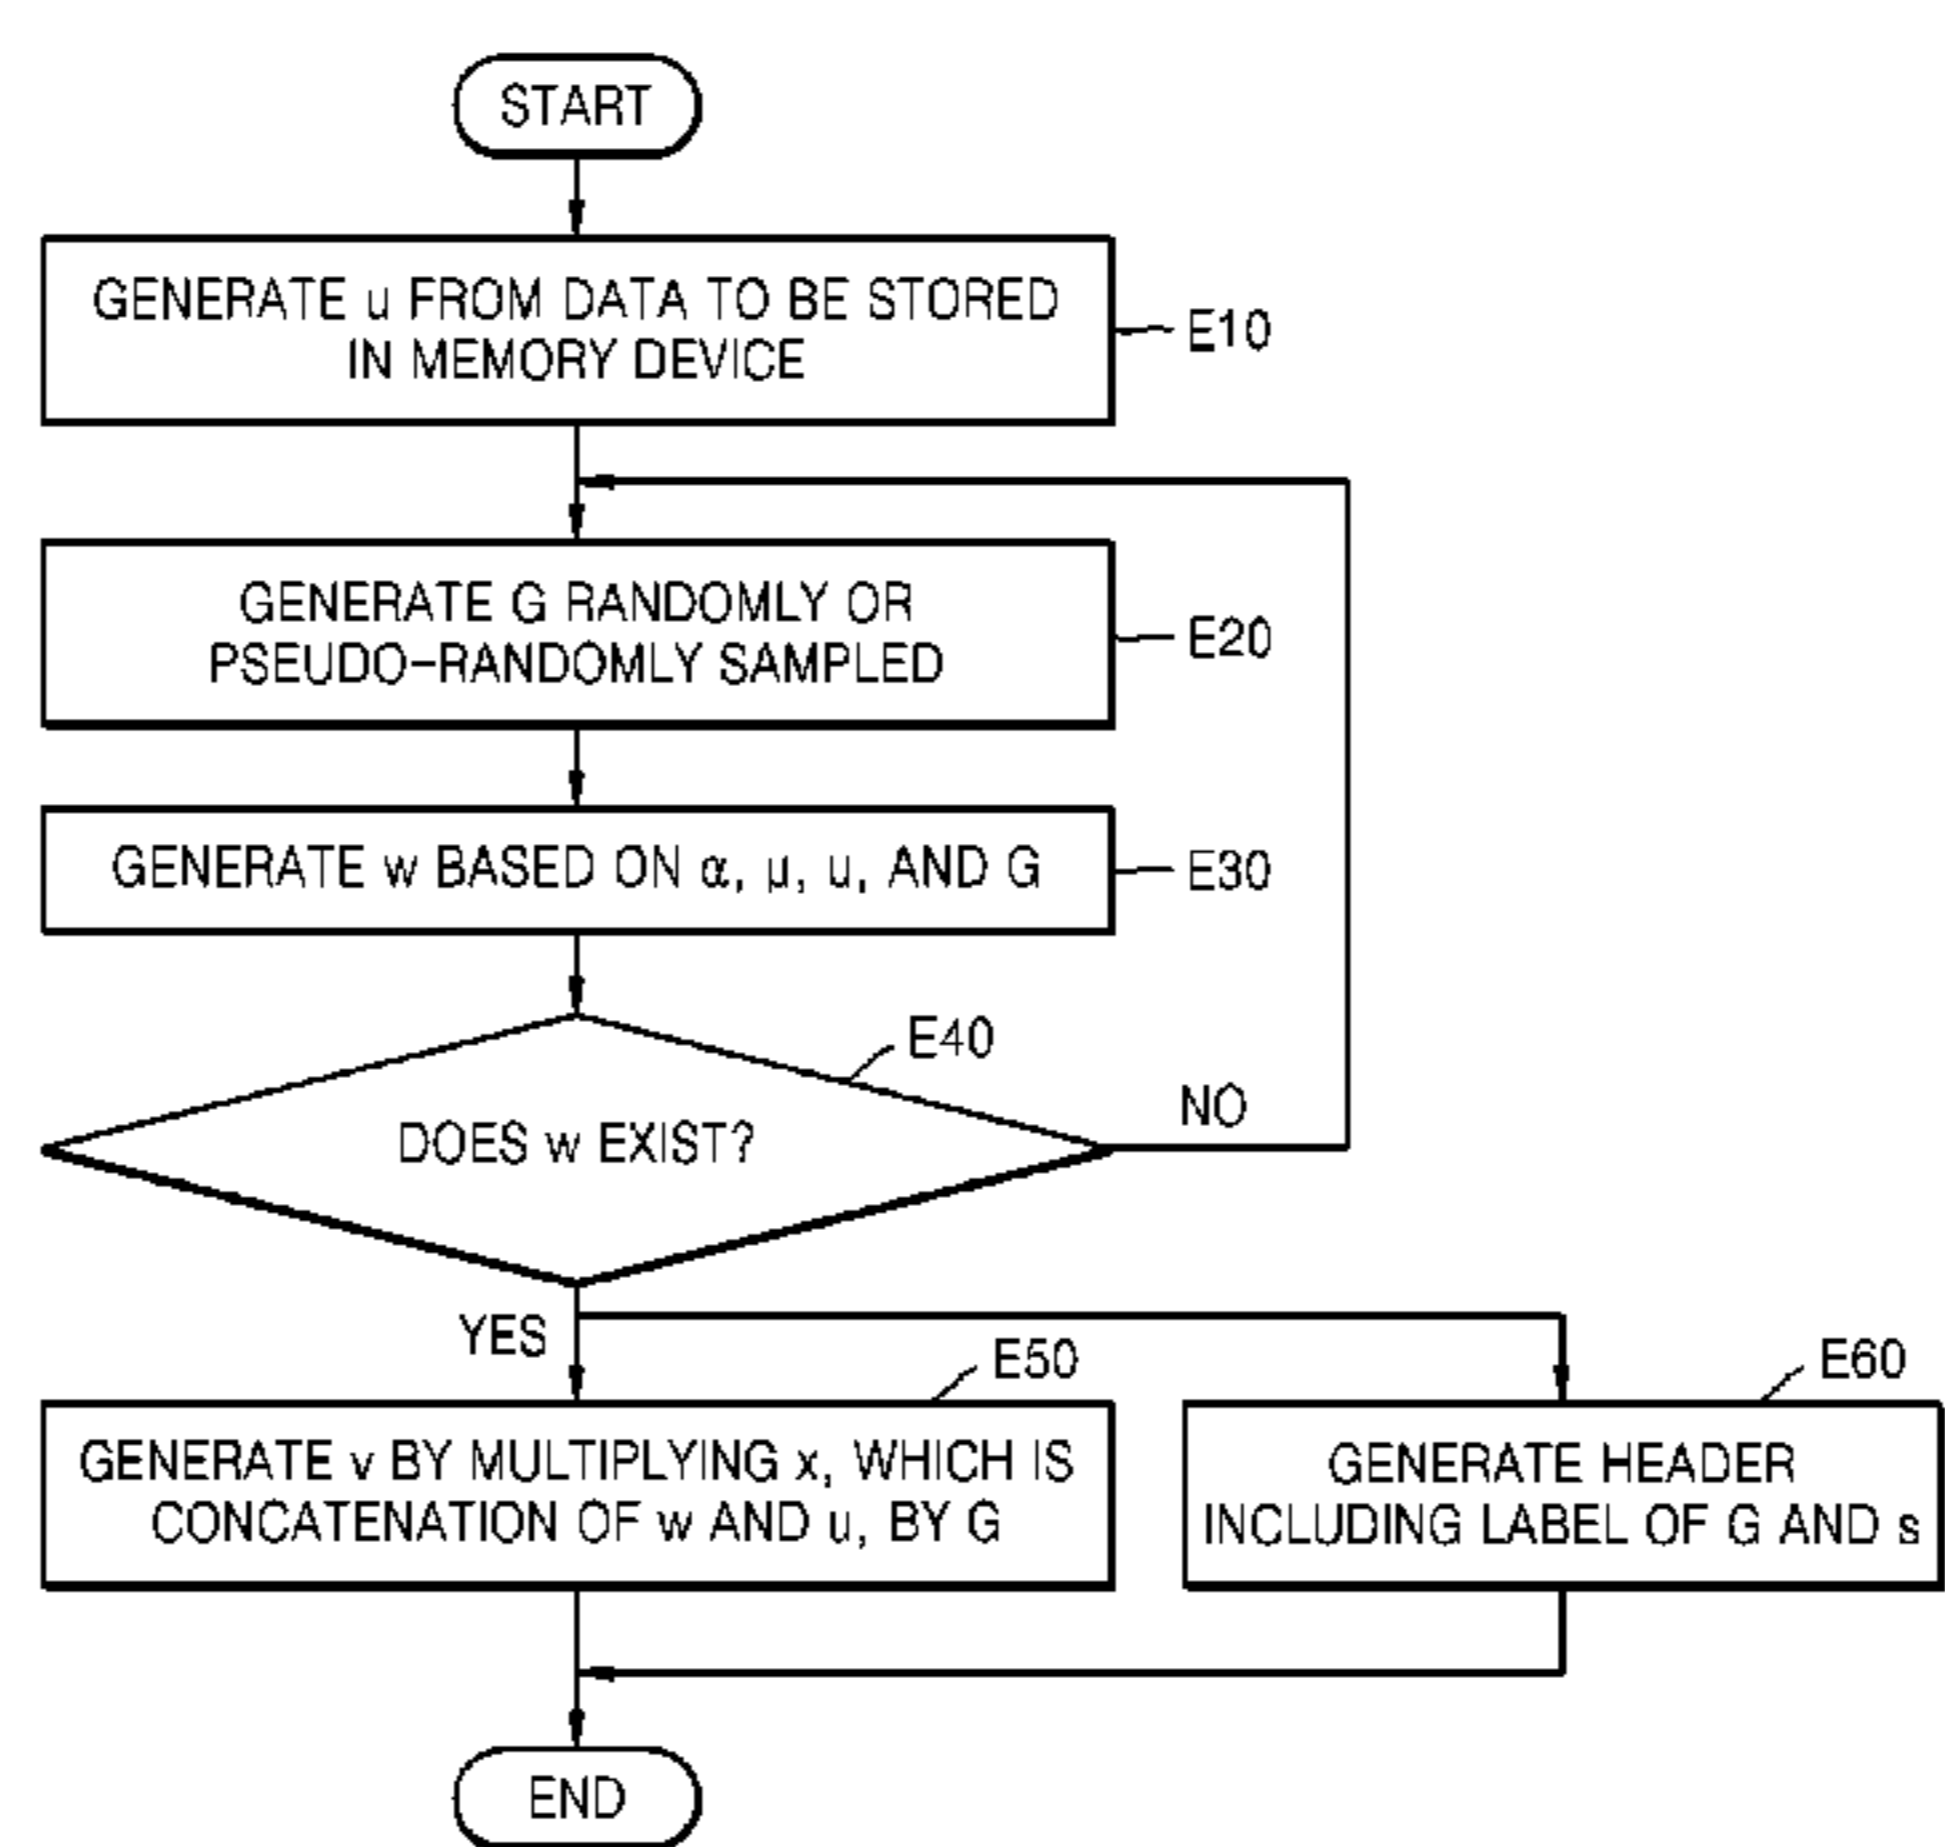 START
GENERATE u FROM DATA TO BE STORED
IN MEMORY DEVICE
E10
GENERATE G RANDOMLY OR
PSEUDO-RANDOMLY SAMPLED
E20
GENERATE w BASED ON α, μ, u, AND G
E30
E40
DOES w EXIST?
NO
YES
E50
GENERATE v BY MULTIPLYING x, WHICH IS
CONCATENATION OF w AND u, BY G
E60
GENERATE HEADER
INCLUDING LABEL OF G AND s
END